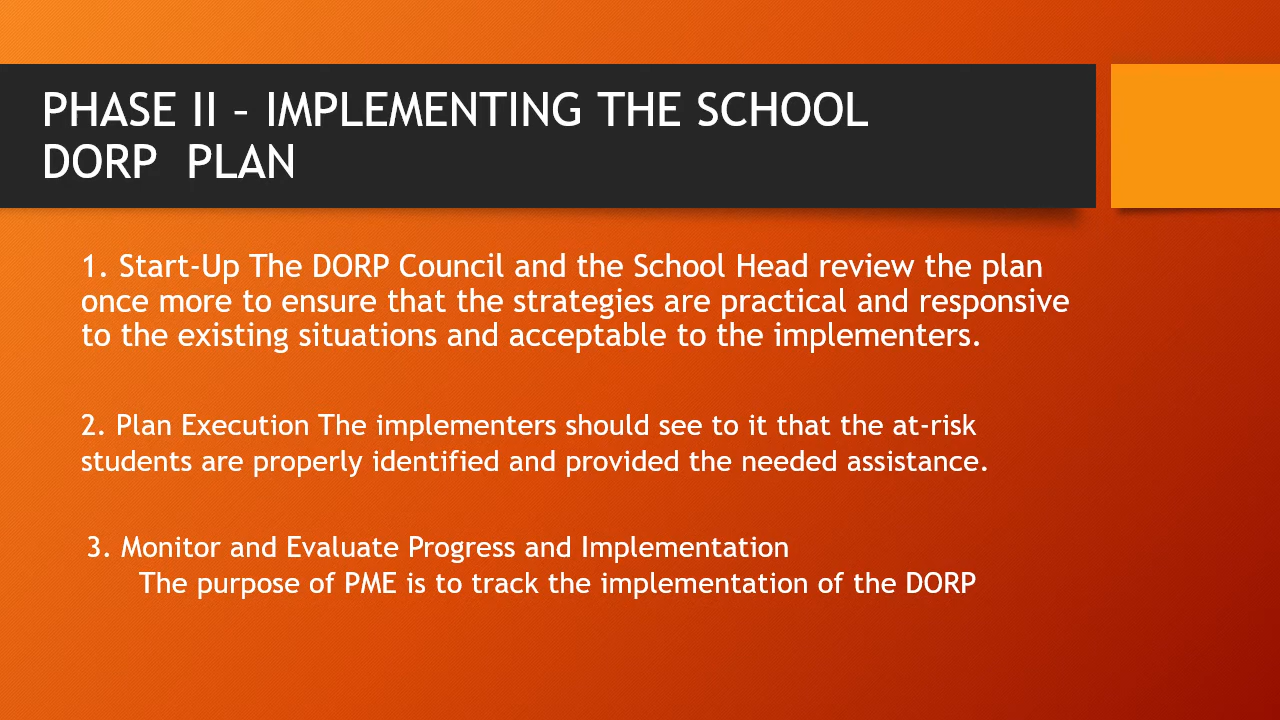 PHASE II – IMPLEMENTING THE SCHOOL
DORP  PLAN
1. Start-Up The DORP Council and the School Head review the plan
once more to ensure that the strategies are practical and responsive
to the existing situations and acceptable to the implementers.
2. Plan Execution The implementers should see to it that the at-risk
students are properly identified and provided the needed assistance.
3. Monitor and Evaluate Progress and Implementation
The purpose of PME is to track the implementation of the DORP